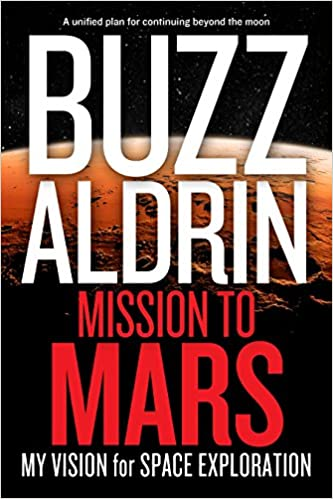 A unified plan for continuing beyond the moon
BUZZ
ALDRIN
MISSION TO
MARS
MY VISION for SPACE EXPLORATION